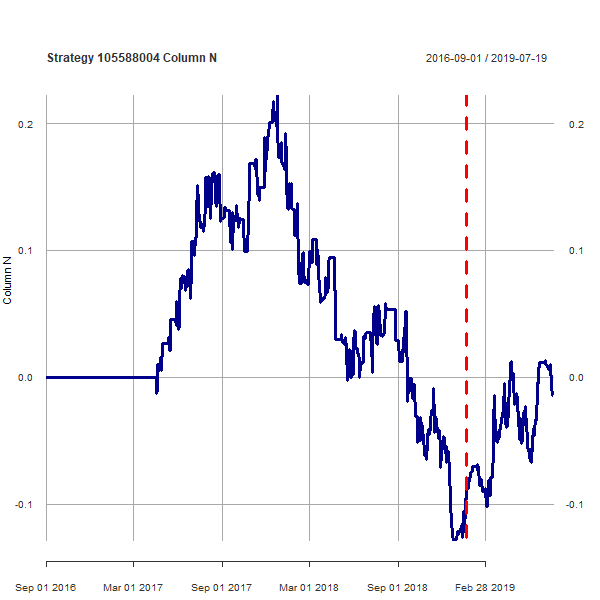 Strategy 105588004 Column N
2016-09-01 / 2019-07-19
0.2
0.2
0.1
0.1
Column N
0.0
0.0
-0.1
-0.1
Sep 01 2016
Mar 01 2017
Sep 01 2017
Mar 01 2018
Sep 01 2018
Feb 28 2019